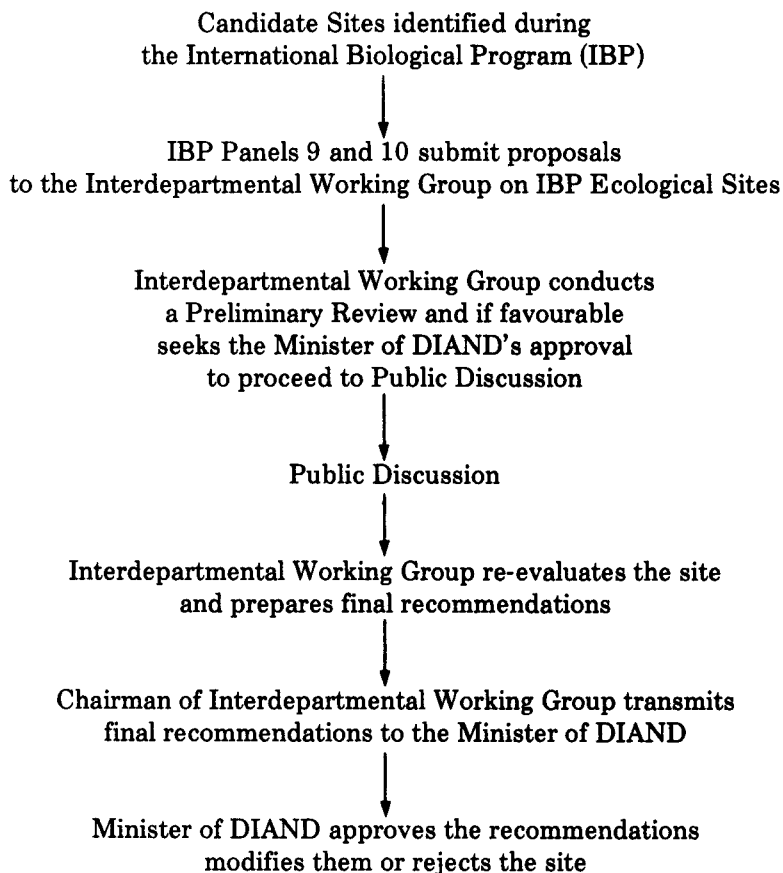 Candidate Sites identified during
the International Biological Program (IBP)
IBP Panels 9 and 10 submit proposals
to the Interdepartmental Working Group on IBP Ecological Sites
Interdepartmental Working Group conducts
a Preliminary Review and if favourable
seeks the Minister of DIAND's approval
to proceed to Public Discussion
Public Discussion
Interdepartmental Working Group re-evaluates the site
and prepares final recommendations
Chairman of Interdepartmental Working Group transmits
final recommendations to the Minister of DIAND
Minister of DIAND approves the recommendations
modifies them or rejects the site